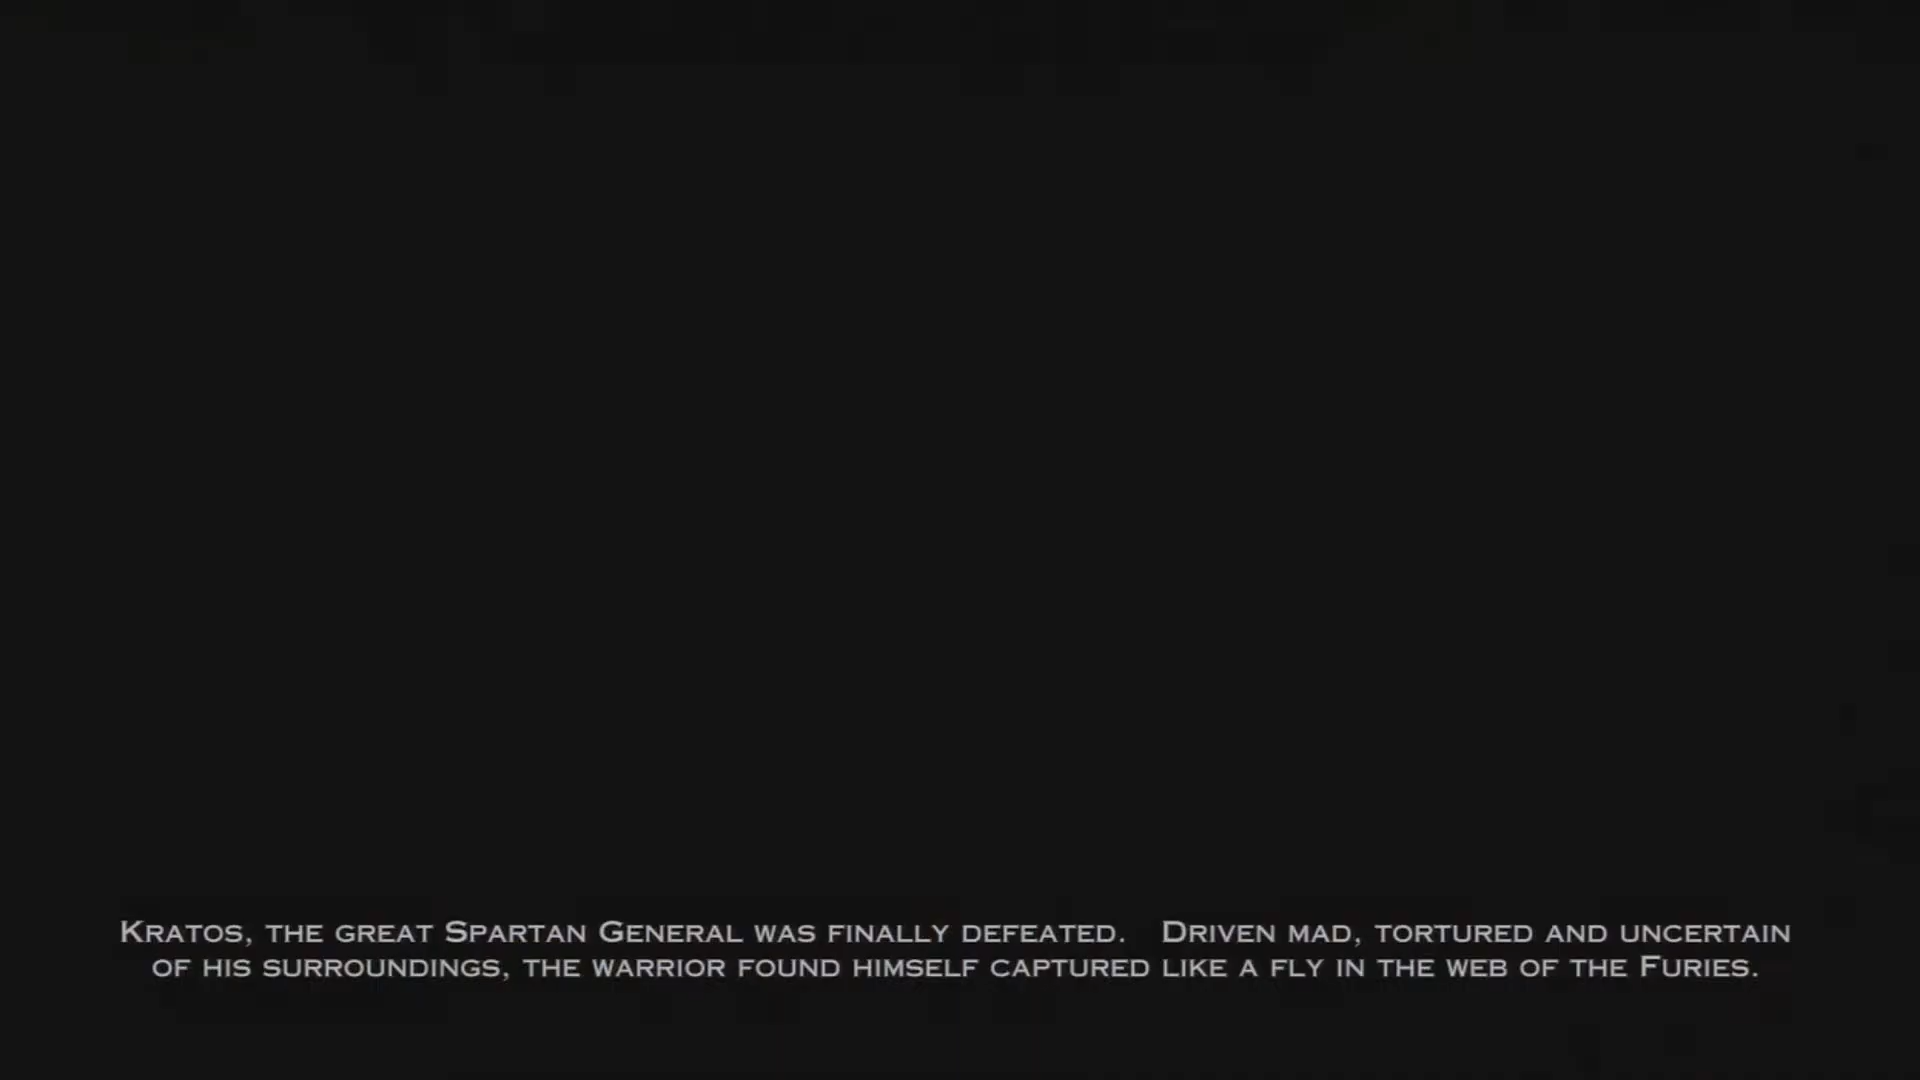 Kratos, the great Spartan General was finally defeated. Driven mad, tortured and uncertain
of his surroundings, the warrior found himself captured like a fly in the web of the Furies.